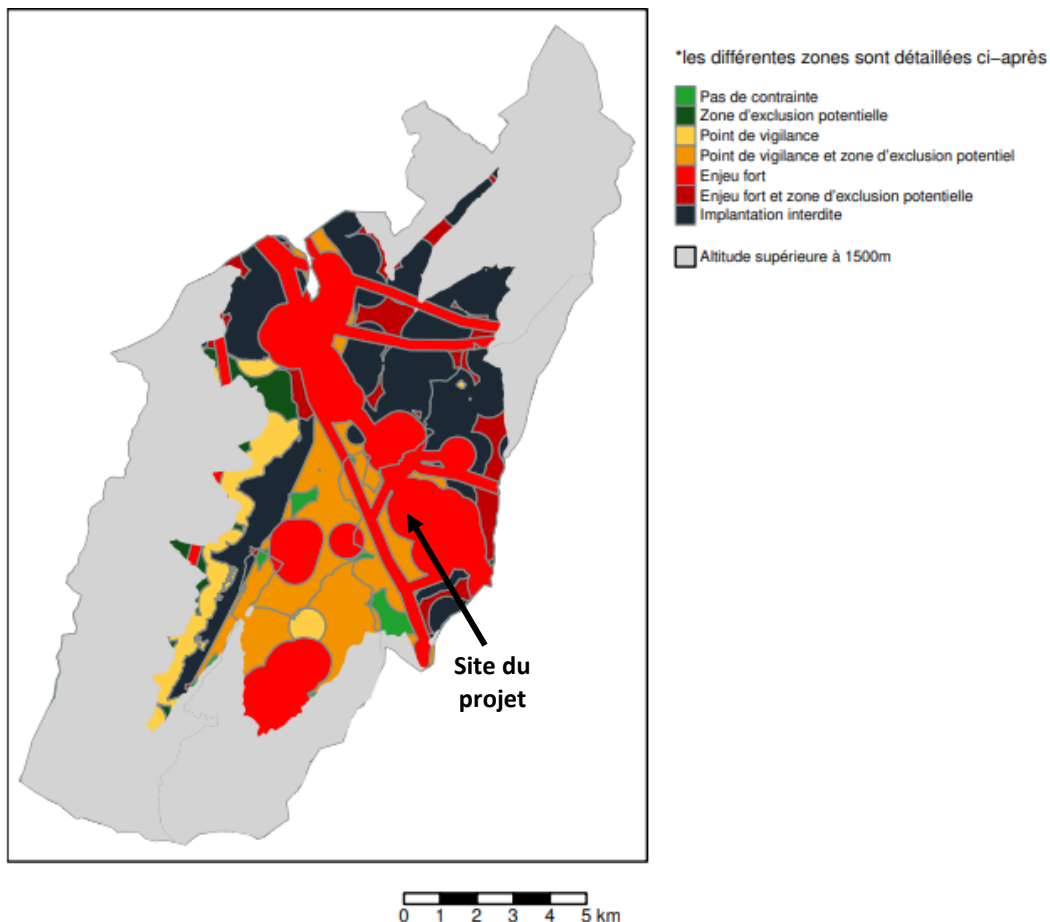 *les différentes zones sont détaillées ci–après
Pas de contrainte
Zone d'exclusion potentielle
Point de vigilance
Point de vigilance et zone d'exclusion potentiel
Enjeu fort
Enjeu fort et zone d'exclusion potentielle
Implantation interdite
Altitude supérieure à 1500m
Site du
projet
0 1 2 3 4 5 km